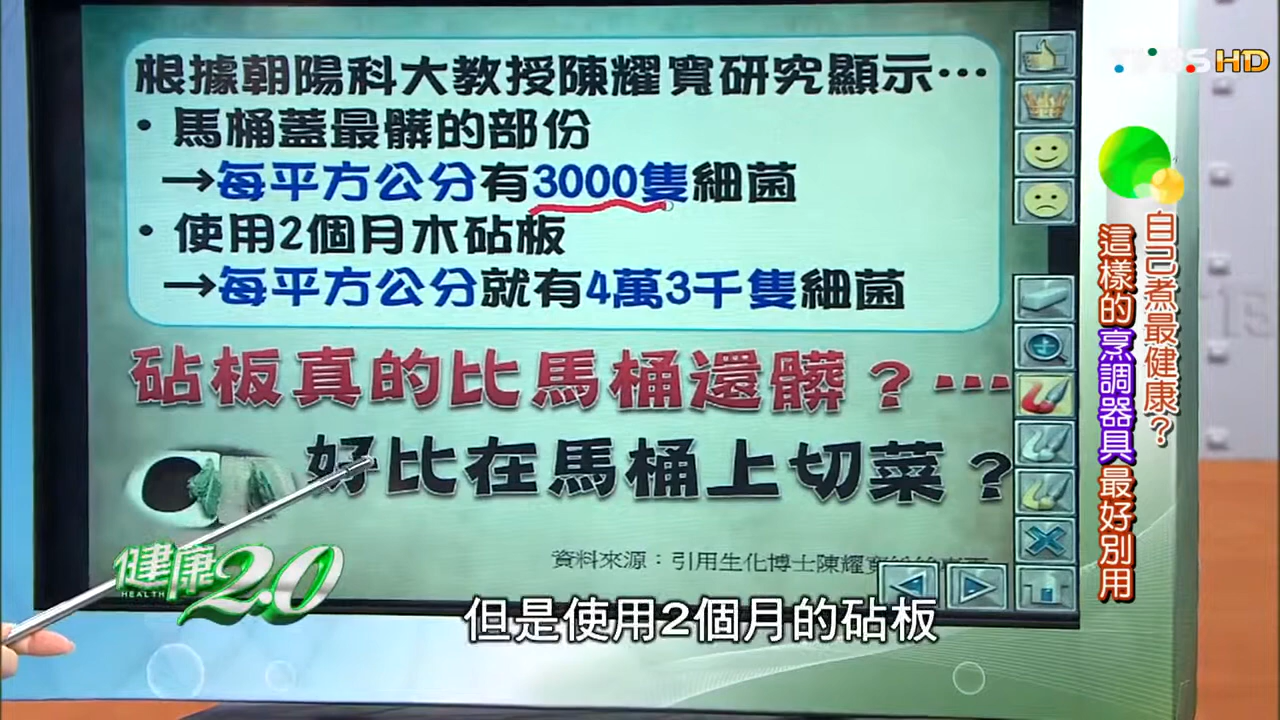 根據朝陽科大教授陳耀寬研究顯示…
·馬桶蓋最髒的部份
→每平方公分有3000隻細菌
·使用2個月木砧板
→每平方公分就有4萬3千隻細菌
砧板真的比馬桶還髒？…
好比在馬桶上切菜？
資料來源：引用生化博士陳耀寬
TVBS HD
自己煮最健康？
這樣的烹調器具最好別用
健康2.0
HEALTH
但是使用2個月的砧板